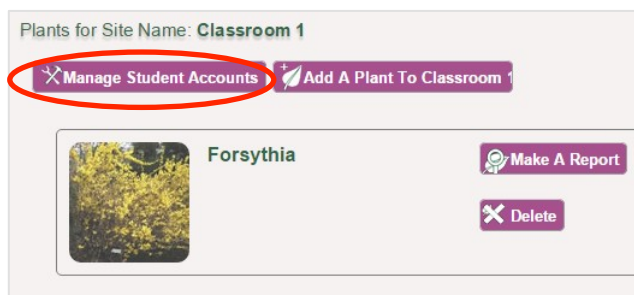 Plants for Site Name: Classroom 1
Manage Student Accounts Add A Plant To Classroom 1
Forsythia
Make A Report
Delete